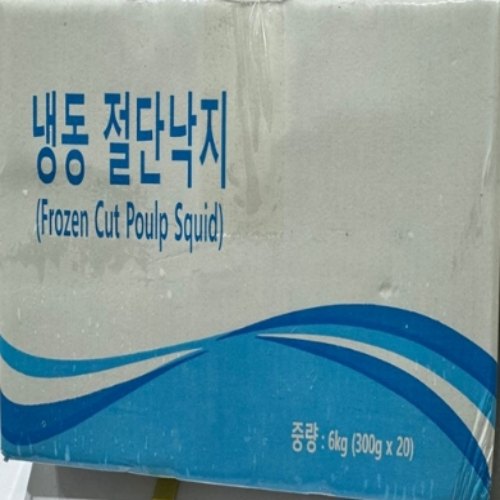 냉동 절단낙지
(Frozen Cut Poulp Squid)
중량 : 6kg (300g x 20)